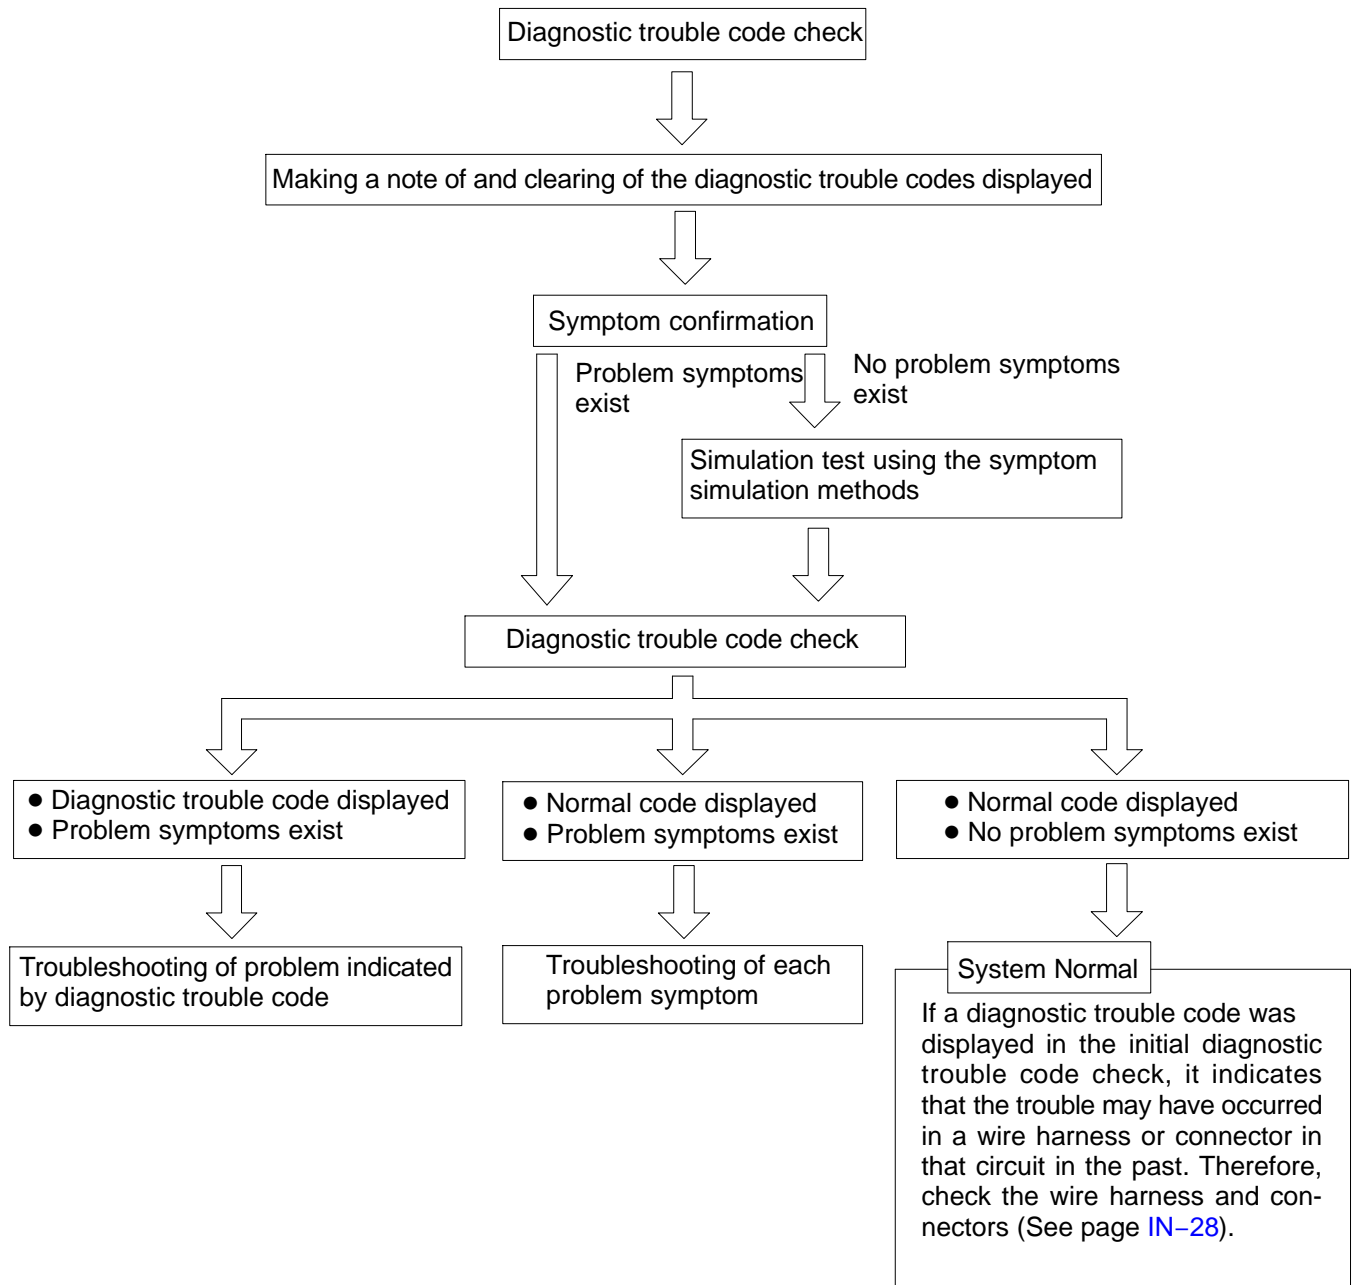 Diagnostic trouble code check
Making a note of and clearing of the diagnostic trouble codes displayed
Symptom confirmation
Problem symptoms
exist
No problem symptoms
exist
Simulation test using the symptom
simulation methods
Diagnostic trouble code check
● Diagnostic trouble code displayed
● Problem symptoms exist
● Normal code displayed
● Problem symptoms exist
● Normal code displayed
● No problem symptoms exist
Troubleshooting of problem indicated
by diagnostic trouble code
Troubleshooting of each
problem symptom
System Normal
If a diagnostic trouble code was
displayed in the initial diagnostic
trouble code check, it indicates
that the trouble may have occurred
in a wire harness or connector in
that circuit in the past. Therefore,
check the wire harness and con-
nectors (See page IN−28).